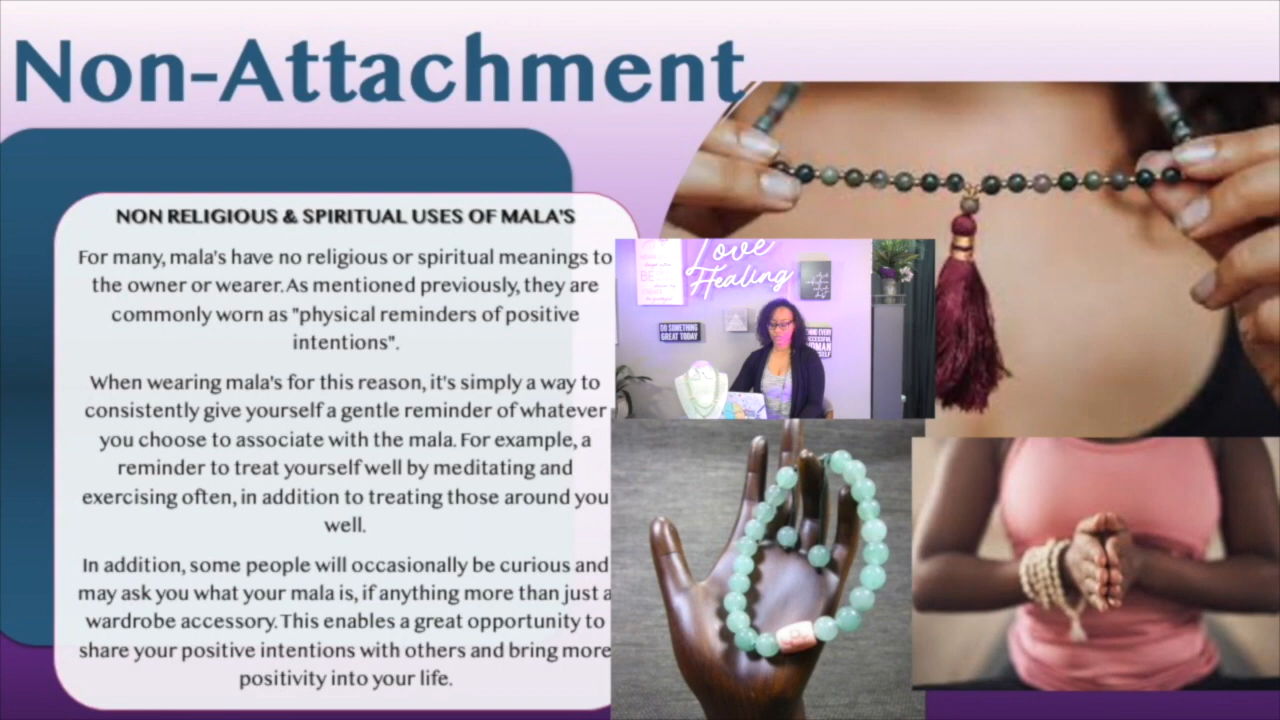 Non-Attachment
NON RELIGIOUS & SPIRITUAL USES OF MALA'S
For many, mala's have no religious or spiritual meanings to
the owner or wearer. As mentioned previously, they are
commonly worn as "physical reminders of positive
intentions".
When wearing mala's for this reason, it's simply a way to
consistently give yourself a gentle reminder of whatever
you choose to associate with the mala. For example, a
reminder to treat yourself well by meditating and
exercising often, in addition to treating those around you
well.
In addition, some people will occasionally be curious and
may ask you what your mala is, if anything more than just a
wardrobe accessory. This enables a great opportunity to
share your positive intentions with others and bring more
positivity into your life.
Love
Healing
BE
DO SOMETHING
GREAT TODAY